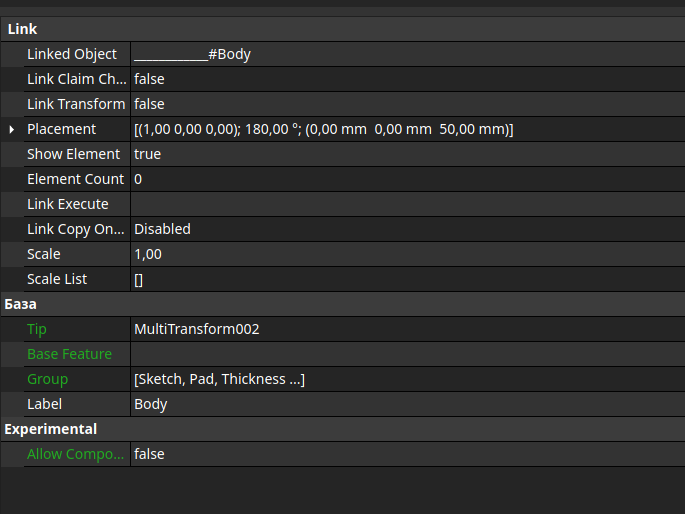 Link
Linked Object ____________#Body
Link Claim Ch... false
Link Transform false
Placement [(1,00 0,00 0,00); 180,00 °; (0,00 mm  0,00 mm  50,00 mm)]
Show Element true
Element Count 0
Link Execute
Link Copy On... Disabled
Scale 1,00
Scale List []
База
Tip MultiTransform002
Base Feature
Group [Sketch, Pad, Thickness ...]
Label Body
Experimental
Allow Compo... false